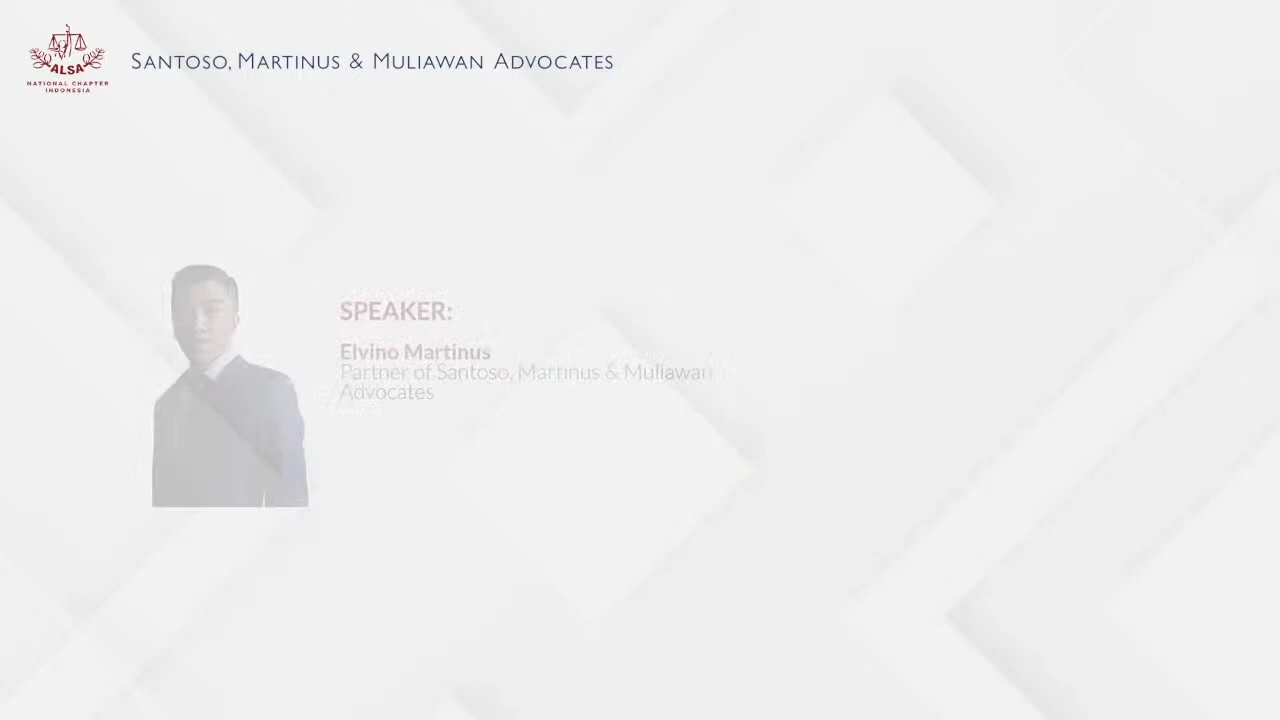 ALSA
NATIONAL CHAPTER
INDONESIA
SANTOSO, MARTINUS & MULIAWAN ADVOCATES
SPEAKER:
Elvino Martinus
Partner of Santoso, Martinus & Muliawan
Advocates